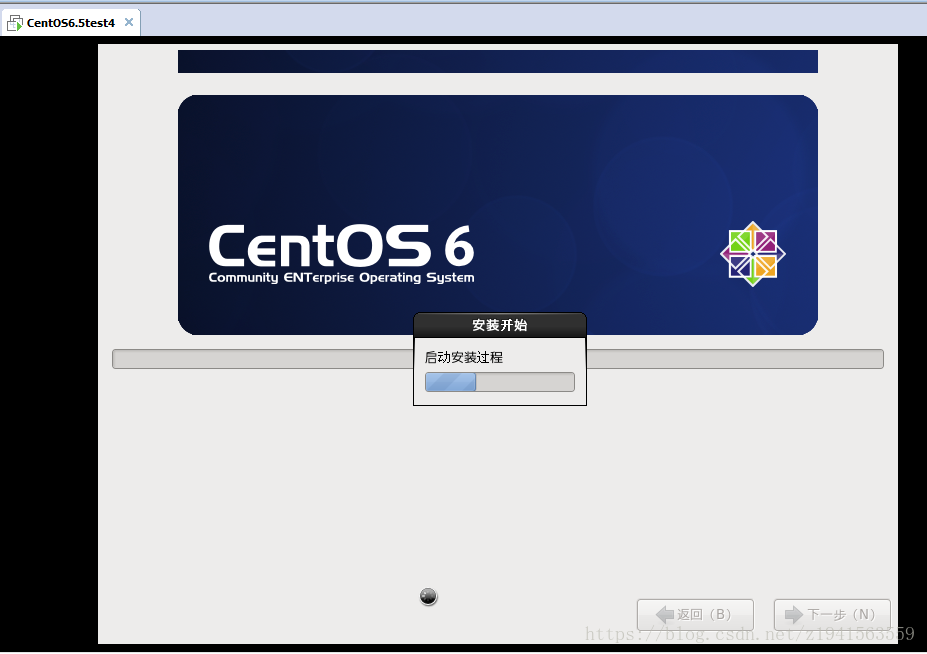 CentOS6.5test4
CentOS 6
Community ENTerprise Operating System
安装开始
启动安装过程
返回（B）
下一步（N）
https://blog.csdn.net/z1941563559